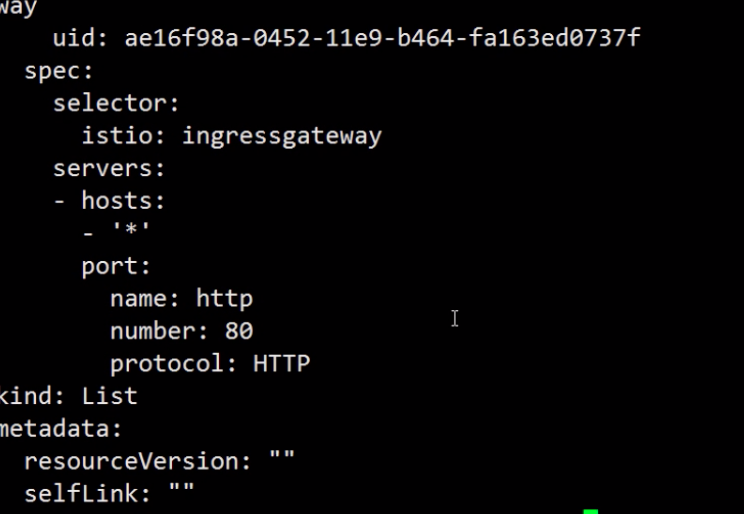 way
uid: ae16f98a-0452-11e9-b464-fa163ed0737f
spec:
selector:
istio: ingressgateway
servers:
- hosts:
- '*'
port:
name: http
number: 80
protocol: HTTP
kind: List
metadata:
resourceVersion: ""
selfLink: ""